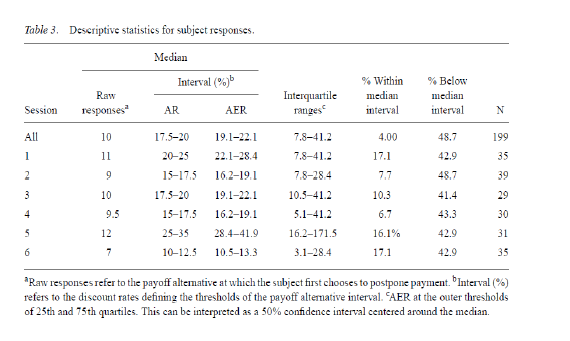 Table 3. Descriptive statistics for subject responses.
Median
Interval (%)b % Within % Below
Raw Interquartile median median
Session responsesa AR AER rangesc interval interval N
All 10 17.5–20 19.1–22.1 7.8–41.2 4.00 48.7 199
1 11 20–25 22.1–28.4 7.8–41.2 17.1 42.9 35
2 9 15–17.5 16.2–19.1 7.8–28.4 7.7 48.7 39
3 10 17.5–20 19.1–22.1 10.5–41.2 10.3 41.4 29
4 9.5 15–17.5 16.2–19.1 5.1–41.2 6.7 43.3 30
5 12 25–35 28.4–41.9 16.2–171.5 16.1% 42.9 31
6 7 10–12.5 10.5–13.3 3.1–28.4 17.1 42.9 35
aRaw responses refer to the payoff alternative at which the subject first chooses to postpone payment. bInterval (%)
refers to the discount rates defining the thresholds of the payoff alternative interval. cAER at the outer thresholds
of 25th and 75th quartiles. This can be interpreted as a 50% confidence interval centered around the median.